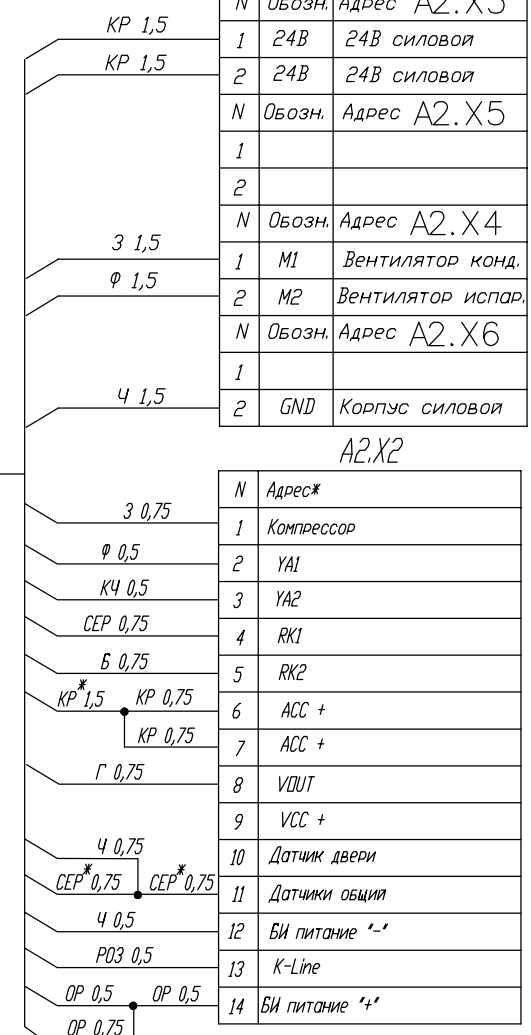 N Обозн. Адрес A2.X3
КР 1,5 1 24В 24В силовой
КР 1,5 2 24В 24В силовой
N Обозн. Адрес A2.X5
1
2
N Обозн. Адрес A2.X4
З 1,5 1 М1 Вентилятор конд.
Ф 1,5 2 М2 Вентилятор испар.
N Обозн. Адрес A2.X6
1
Ч 1,5 2 GND Корпус силовой
A2.X2
N Адрес*
З 0,75 1 Компрессор
Ф 0,5 2 YA1
КЧ 0,5 3 YA2
СЕР 0,75 4 RK1
Б 0,75 5 RK2
КР* 1,5 КР 0,75 6 ACC +
КР 0,75 7 ACC +
Г 0,75 8 VOUT
9 VCC +
Ч 0,75 10 Датчик двери
СЕР* 0,75 СЕР* 0,75 11 Датчики общий
Ч 0,5 12 БИ питание "-"
РОЗ 0,5 13 K-Line
ОР 0,5 ОР 0,5 14 БИ питание "+"
ОР 0,75